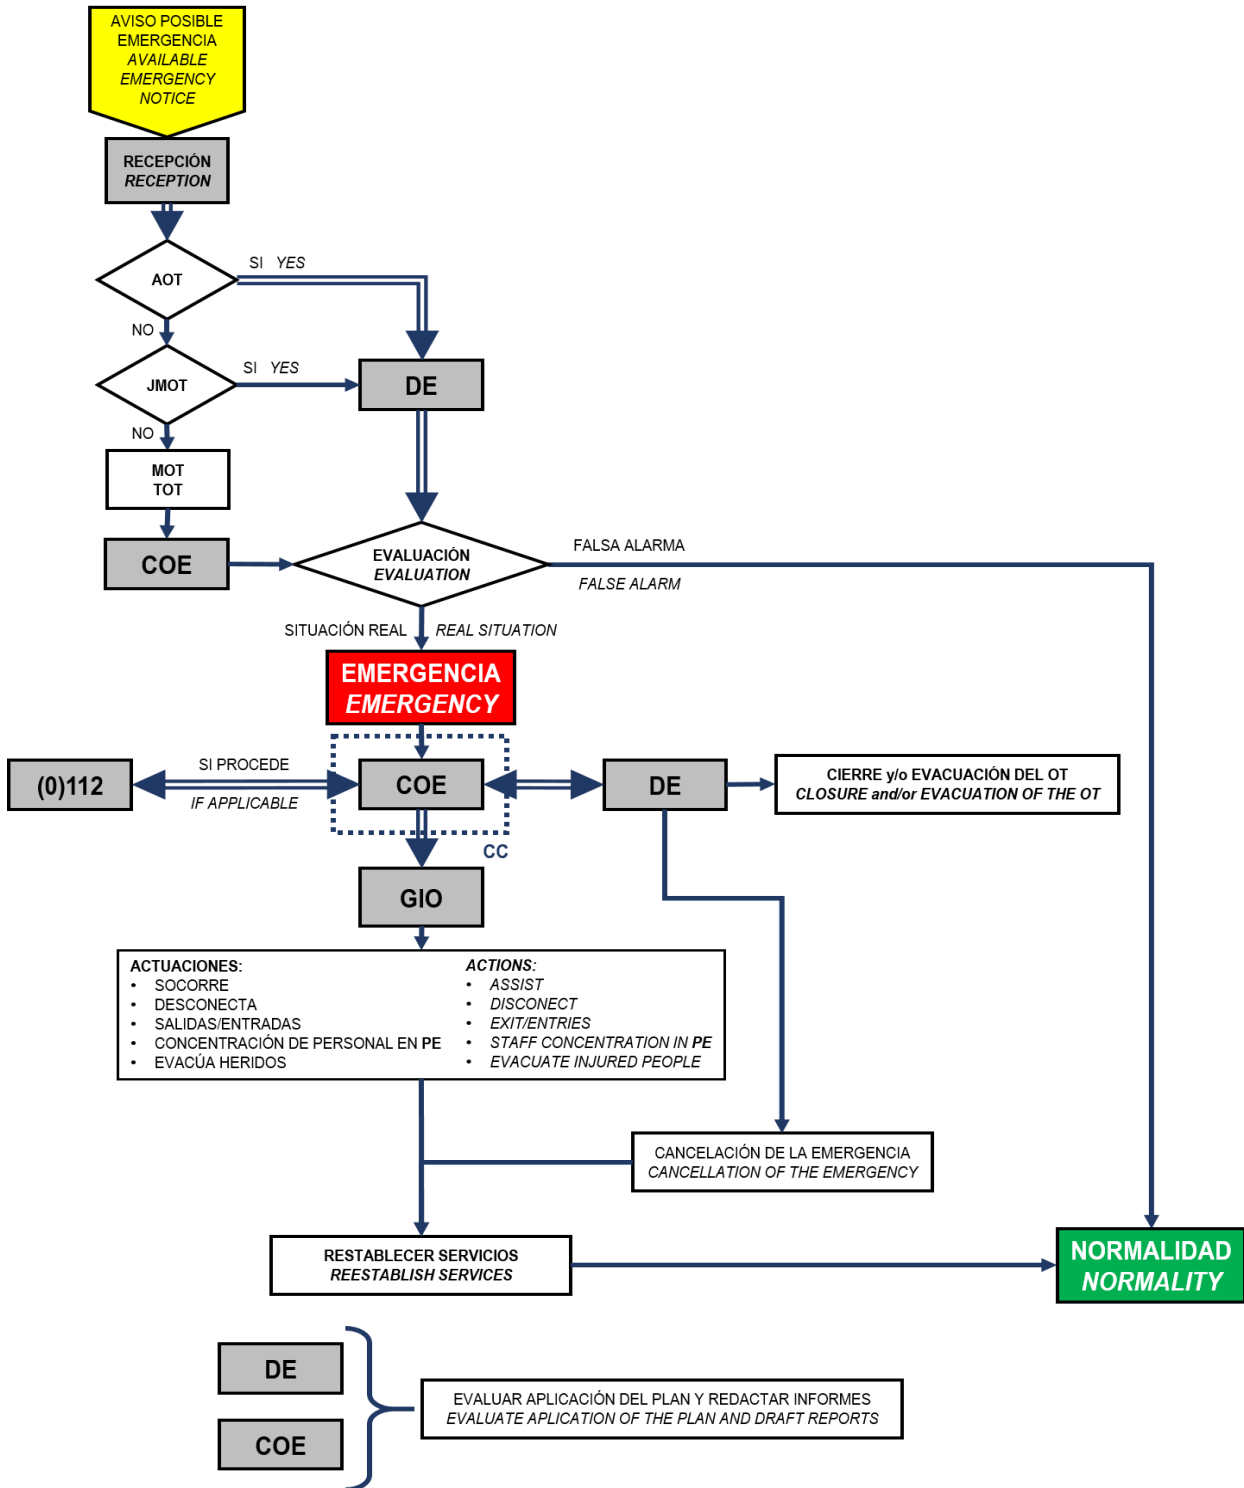 AVISO POSIBLE
EMERGENCIA
AVAILABLE
EMERGENCY
NOTICE
RECEPCIÓN
RECEPTION
AOT
SI YES
NO
JMOT
SI YES
DE
NO
MOT
TOT
COE
EVALUACIÓN
EVALUATION
FALSA ALARMA
FALSE ALARM
SITUACIÓN REAL
REAL SITUATION
EMERGENCIA
EMERGENCY
(0)112
SI PROCEDE
IF APPLICABLE
COE
CC
DE
CIERRE y/o EVACUACIÓN DEL OT
CLOSURE and/or EVACUATION OF THE OT
GIO
ACTUACIONES:
• SOCORRE
• DESCONECTA
• SALIDAS/ENTRADAS
• CONCENTRACIÓN DE PERSONAL EN PE
• EVACÚA HERIDOS
ACTIONS:
• ASSIST
• DISCONECT
• EXIT/ENTRIES
• STAFF CONCENTRATION IN PE
• EVACUATE INJURED PEOPLE
CANCELACIÓN DE LA EMERGENCIA
CANCELLATION OF THE EMERGENCY
RESTABLECER SERVICIOS
REESTABLISH SERVICES
NORMALIDAD
NORMALITY
DE
COE
EVALUAR APLICACIÓN DEL PLAN Y REDACTAR INFORMES
EVALUATE APLICATION OF THE PLAN AND DRAFT REPORTS